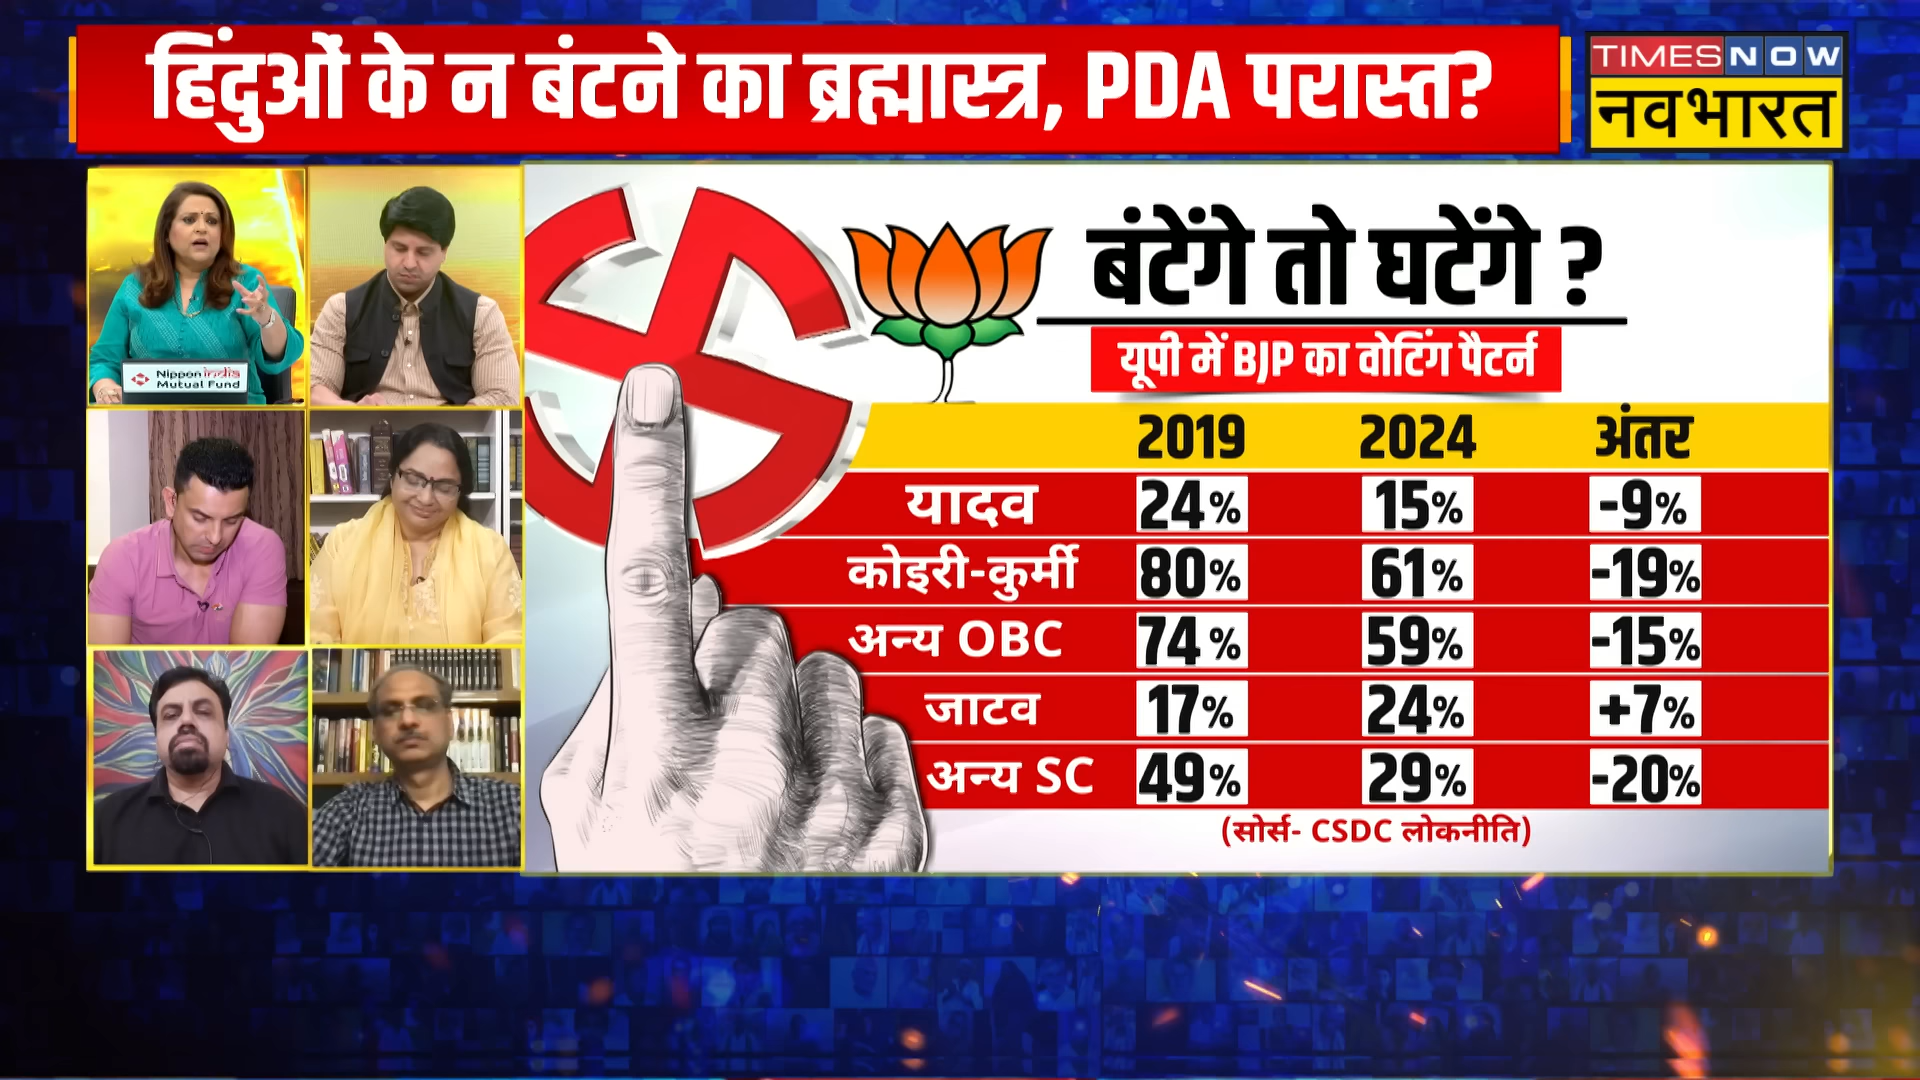 हिंदुओं के न बंटने का ब्रह्मास्त्र, PDA परास्त?
TIMES NOW
नवभारत
Nippon india
Mutual Fund
बंटेंगे तो घटेंगे ?
यूपी में BJP का वोटिंग पैटर्न
2019 2024 अंतर
यादव 24% 15% -9%
कोइरी-कुर्मी 80% 61% -19%
अन्य OBC 74% 59% -15%
जाटव 17% 24% +7%
अन्य SC 49% 29% -20%
(सोर्स- CSDC लोकनीति)